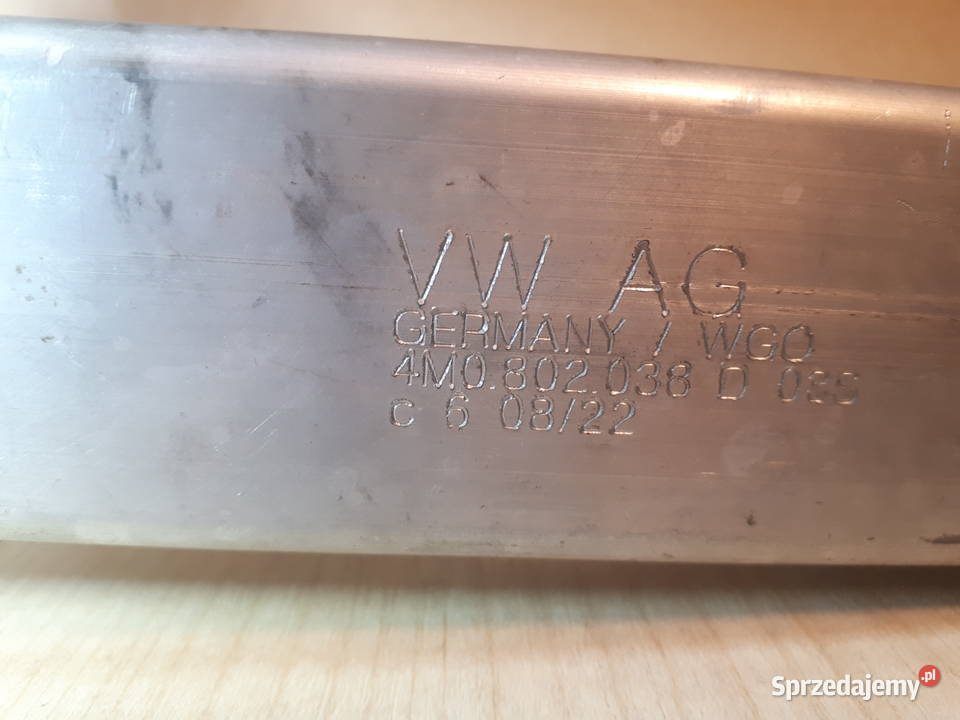 VW AG
GERMANY / WGO
4M0.802.038 D 039
C 6 08/22
Sprzedajemy.pl